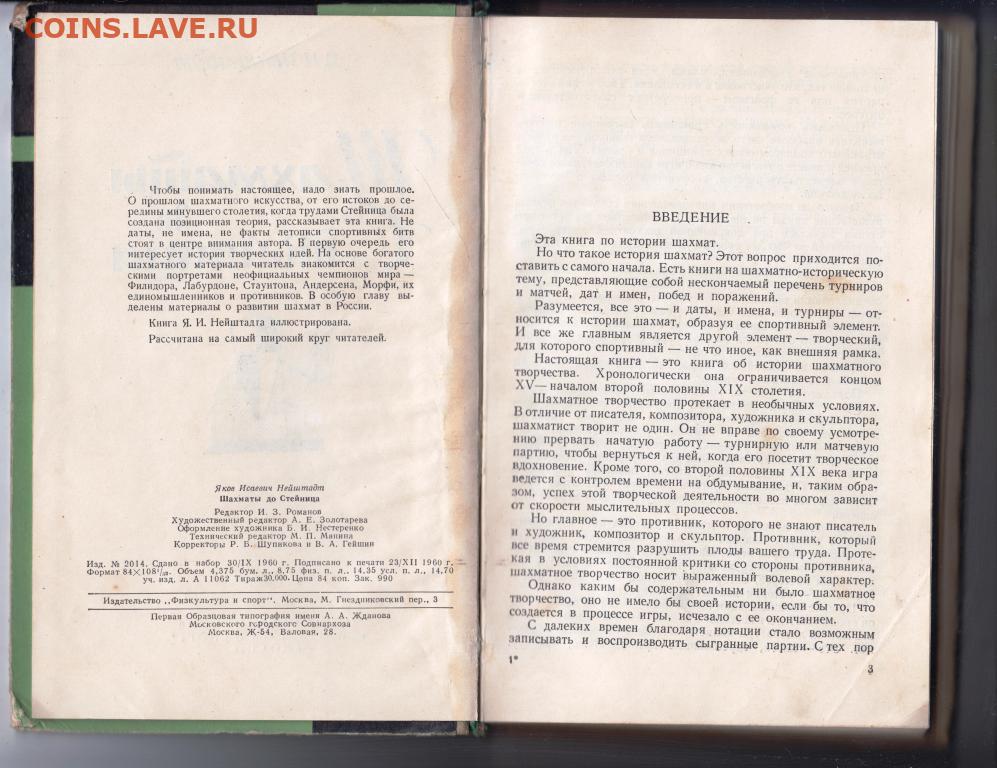 COINS.LAVE.RU
Чтобы понимать настоящее, надо знать прошлое.
О прошлом шахматного искусства, от его истоков до се-
редины минувшего столетия, когда трудами Стейница была
создана позиционная теория, рассказывает эта книга. Не
даты, не имена, не факты летописи спортивных битв
стоят в центре внимания автора. В первую очередь его
интересует история творческих идей. На основе богатого
шахматного материала читатель знакомится с творче-
скими портретами неофициальных чемпионов мира —
Филидора, Лабурдоне, Стаунтона, Андерсена, Морфи, их
единомышленников и противников. В особую главу вы-
делены материалы о развитии шахмат в России.
Книга Я. И. Нейштадта иллюстрирована.
Рассчитана на самый широкий круг читателей.
Яков Исаевич Нейштадт
Шахматы до Стейница
Редактор И. З. Романов
Художественный редактор А. Е. Золотарева
Оформление художника Б. И. Нестеренко
Технический редактор М. П. Манина
Корректоры Р. Б. Шупикова и В. А. Гейшин
Изд. № 2014. Сдано в набор 30/IX 1960 г. Подписано к печати 23/XII 1960 г.
Формат 84×108¹/₃₂. Объем 4,375 бум. л., 8,75 физ. п. л., 14,35 усл. п. л., 14,70
уч. изд. л. А 11062 Тираж 30.000. Цена 84 коп. Зак. 990
Издательство „Физкультура и спорт". Москва, М. Гнездниковский пер., 3
Первая Образцовая типография имени А. А. Жданова
Московского городского Совнархоза
Москва, Ж-54, Валовая, 28.
ВВЕДЕНИЕ
Эта книга по истории шахмат.
Но что такое история шахмат? Этот вопрос приходится по-
ставить с самого начала. Есть книги на шахматно-историческую
тему, представляющие собой нескончаемый перечень турниров
и матчей, дат и имен, побед и поражений.
Разумеется, все это — и даты, и имена, и турниры — от-
носится к истории шахмат, образуя ее спортивный элемент.
И все же главным является другой элемент — творческий,
для которого спортивный — не что иное, как внешняя рамка.
Настоящая книга — это книга об истории шахматного
творчества. Хронологически она ограничивается концом
XV — началом второй половины XIX столетия.
Шахматное творчество протекает в необычных условиях.
В отличие от писателя, композитора, художника и скульптора,
шахматист творит не один. Он не вправе по своему усмотре-
нию прервать начатую работу — турнирную или матчевую
партию, чтобы вернуться к ней, когда его посетит творческое
вдохновение. Кроме того, со второй половины XIX века игра
ведется с контролем времени на обдумывание, и, таким обра-
зом, успех этой творческой деятельности во многом зависит
от скорости мыслительных процессов.
Но главное — это противник, которого не знают писатель
и художник, композитор и скульптор. Противник, который
все время стремится разрушить плоды вашего труда. Проте-
кая в условиях постоянной критики со стороны противника,
шахматное творчество носит выраженный волевой характер.
Однако каким бы содержательным ни было шахматное
творчество, оно не имело бы своей истории, если бы то, что
создается в процессе игры, исчезало с ее окончанием.
С далеких времен благодаря нотации стало возможным
записывать и воспроизводить сыгранные партии. С тех пор
1*
3